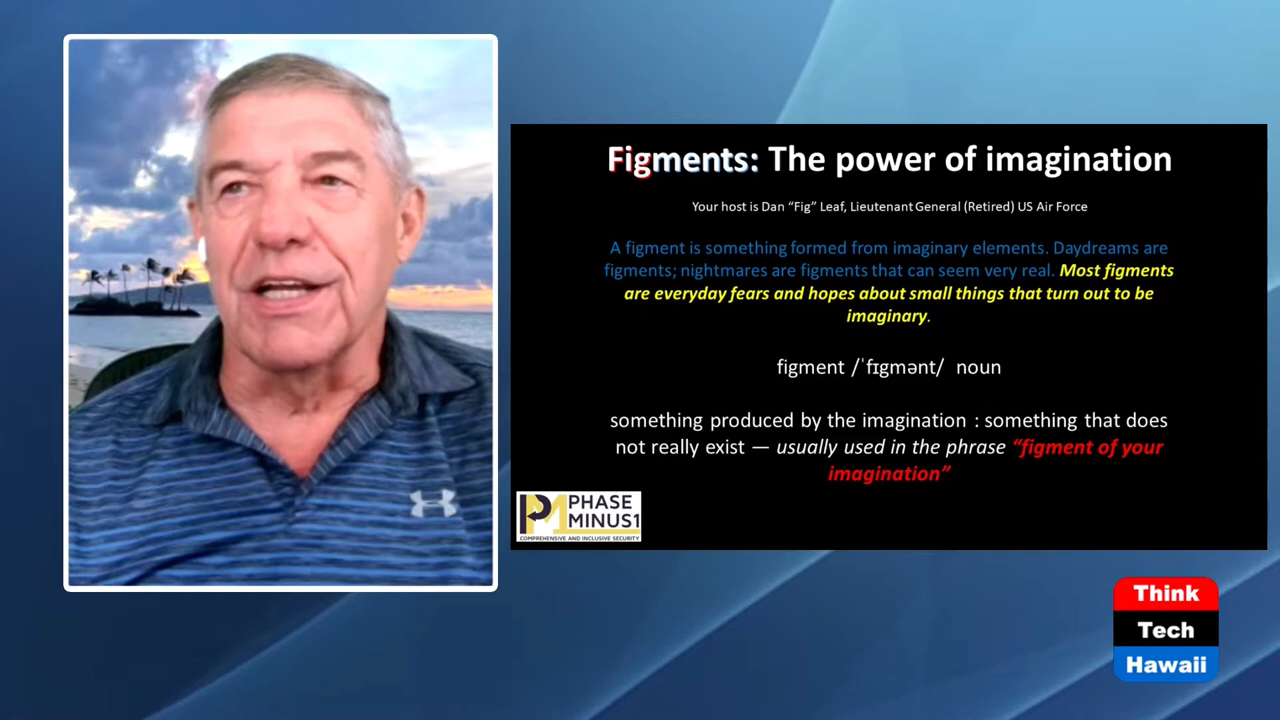 Figments: The power of imagination
Your host is Dan “Fig” Leaf, Lieutenant General (Retired) US Air Force
A figment is something formed from imaginary elements. Daydreams are
figments; nightmares are figments that can seem very real. Most figments
are everyday fears and hopes about small things that turn out to be
imaginary.
figment /ˈfɪgmənt/ noun
something produced by the imagination : something that does
not really exist — usually used in the phrase “figment of your
imagination”
PM PHASE
MINUS1
COMPREHENSIVE AND INCLUSIVE SECURITY
Think
Tech
Hawaii